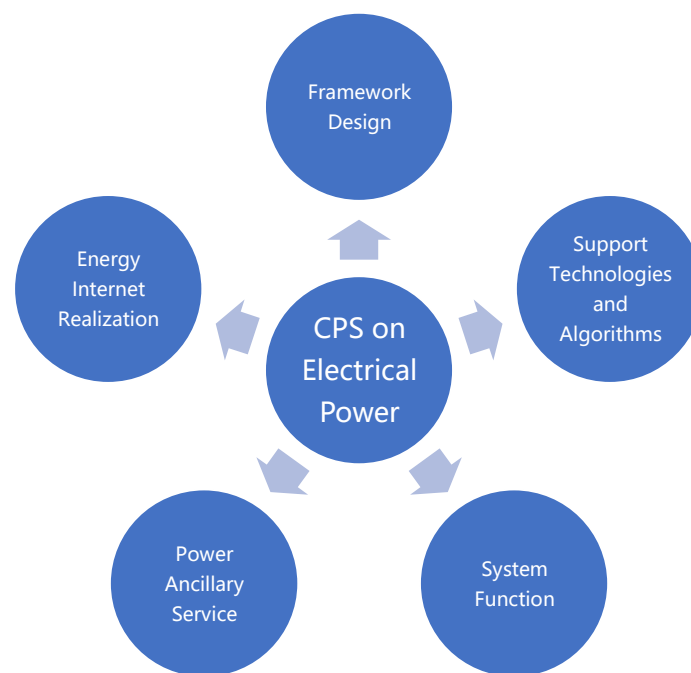 Framework
Design
Energy
Internet
Realization
Support
Technologies
and
Algorithms
CPS on
Electrical
Power
Power
Ancillary
Service
System
Function